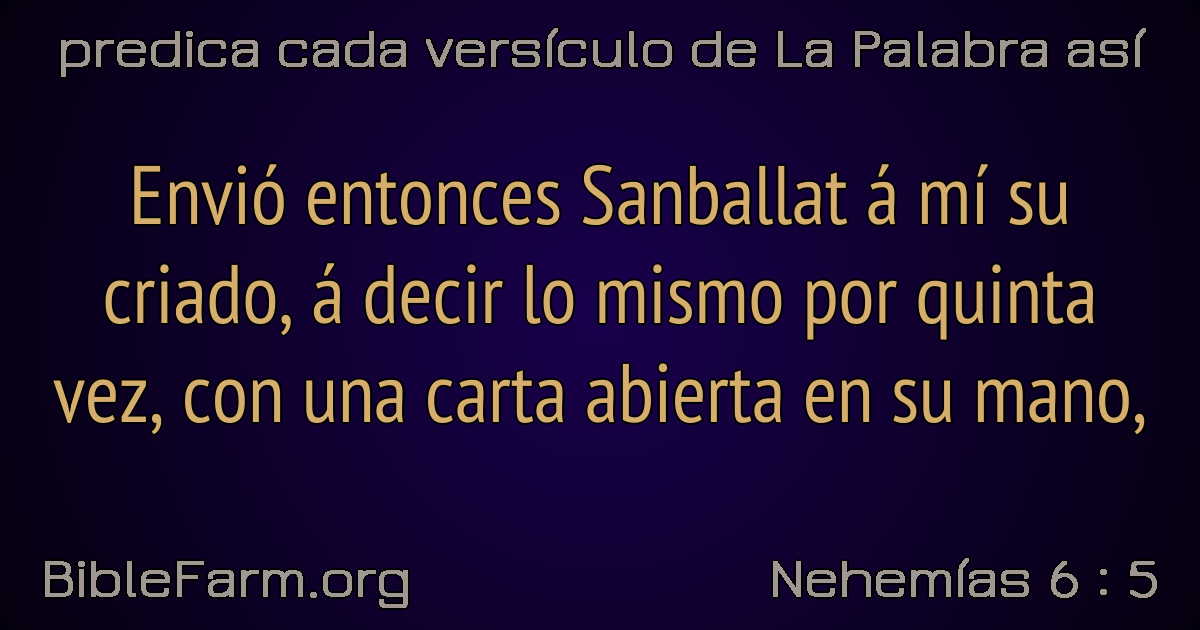 predica cada versículo de La Palabra así
Envió entonces Sanballat á mí su
criado, á decir lo mismo por quinta
vez, con una carta abierta en su mano,
BibleFarm.org
Nehemías 6 : 5